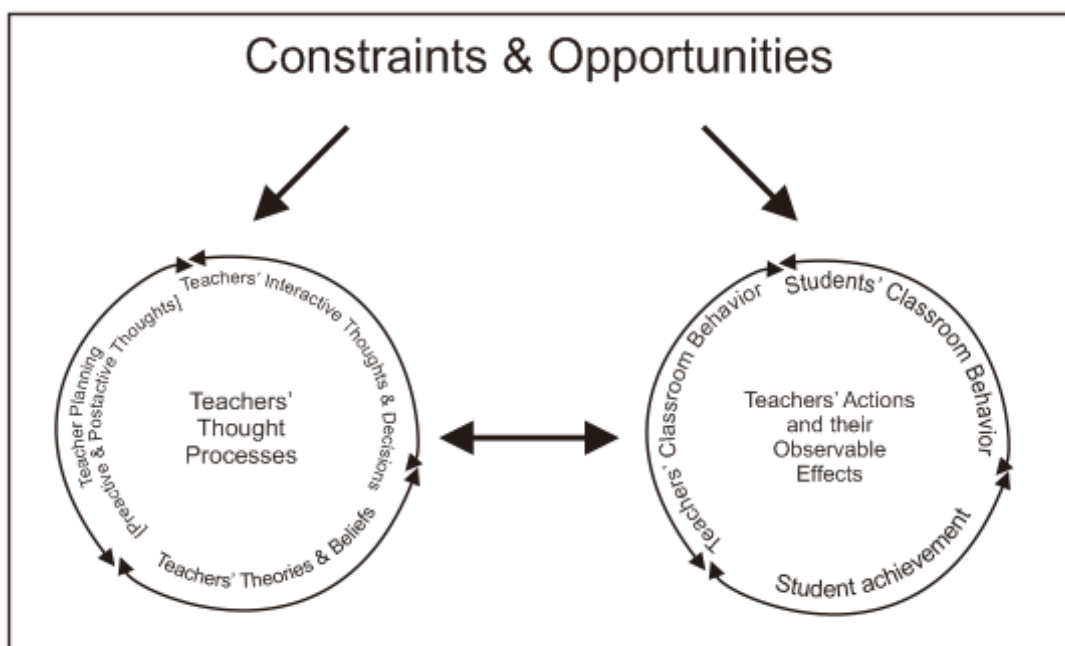 Constraints & Opportunities
Teacher Planning
[Preactive & Postactive Thoughts]
Teachers' Interactive Thoughts & Decisions
Teachers' Theories & Beliefs
Teachers'
Thought
Processes
Teachers' Classroom Behavior
Students' Classroom Behavior
Student achievement
Teachers' Actions
and their
Observable
Effects